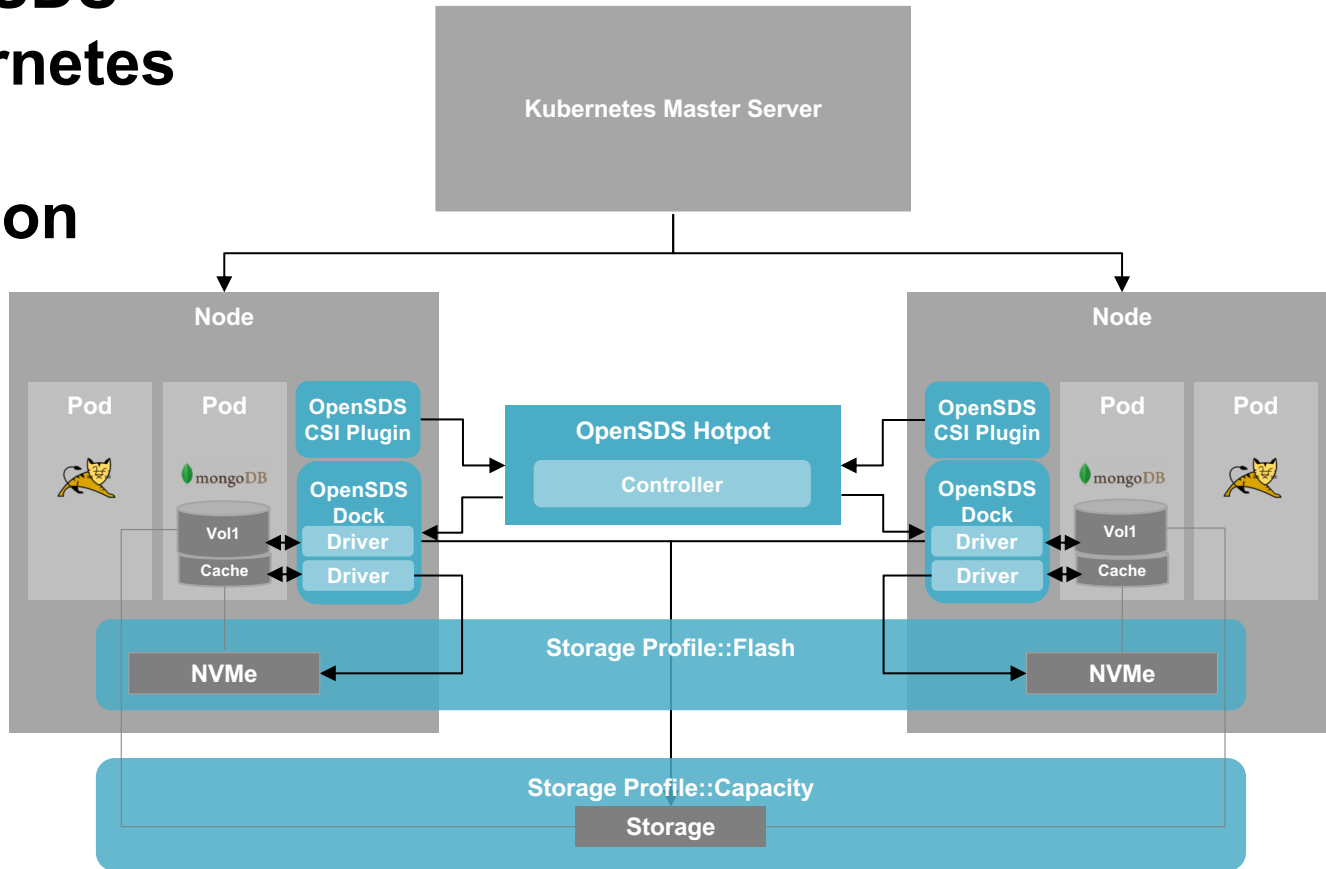 Kubernetes Master Server
on
Node
Node
Pod
Pod
OpenSDS
CSI Plugin
OpenSDS Hotpot
Controller
OpenSDS
CSI Plugin
Pod
Pod
mongoDB
OpenSDS
Dock
Driver
Driver
Vol1
Cache
OpenSDS
Dock
Driver
Driver
mongoDB
Vol1
Cache
Storage Profile::Flash
NVMe
NVMe
Storage Profile::Capacity
Storage